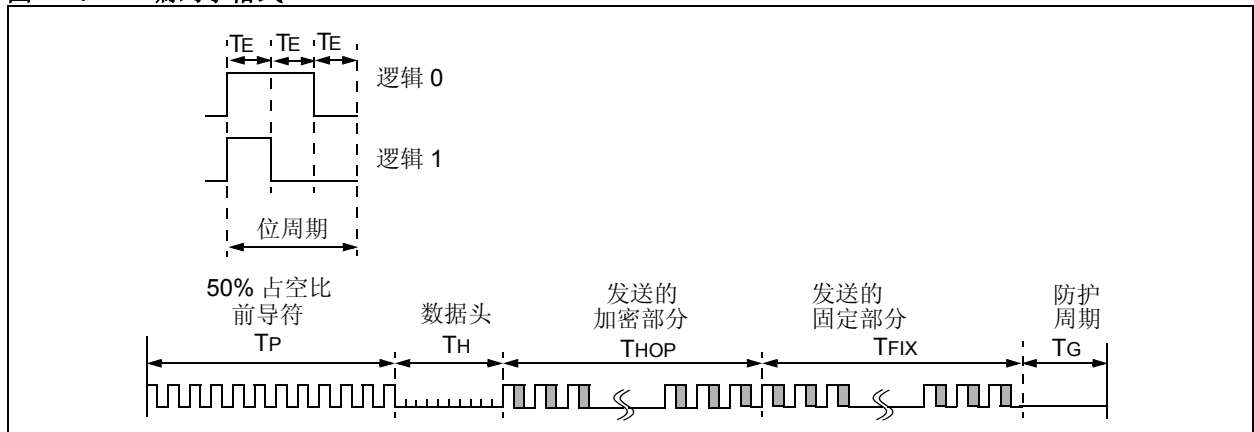 TE TE TE
逻辑 0
逻辑 1
位周期
50% 占空比
前导符
TP
数据头
TH
发送的
加密部分
THOP
发送的
固定部分
TFIX
防护
周期
TG